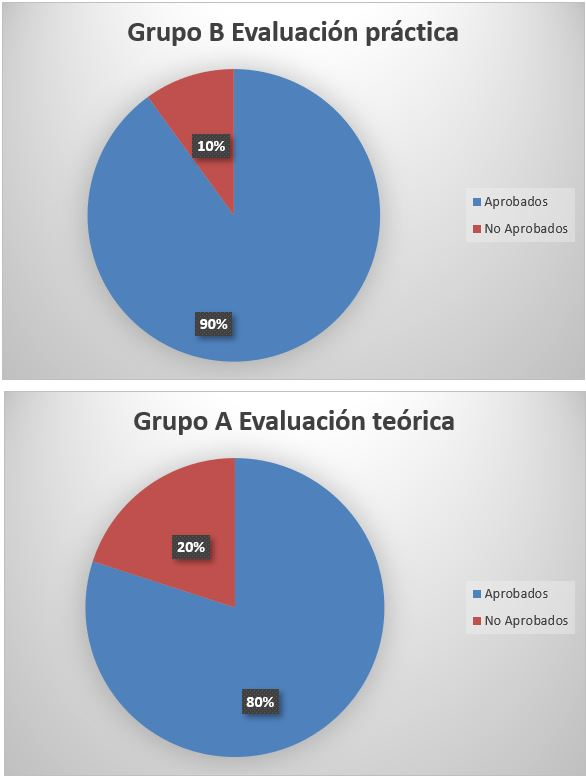 Grupo B Evaluación práctica
10%
90%
Aprobados
No Aprobados
Grupo A Evaluación teórica
20%
80%
Aprobados
No Aprobados